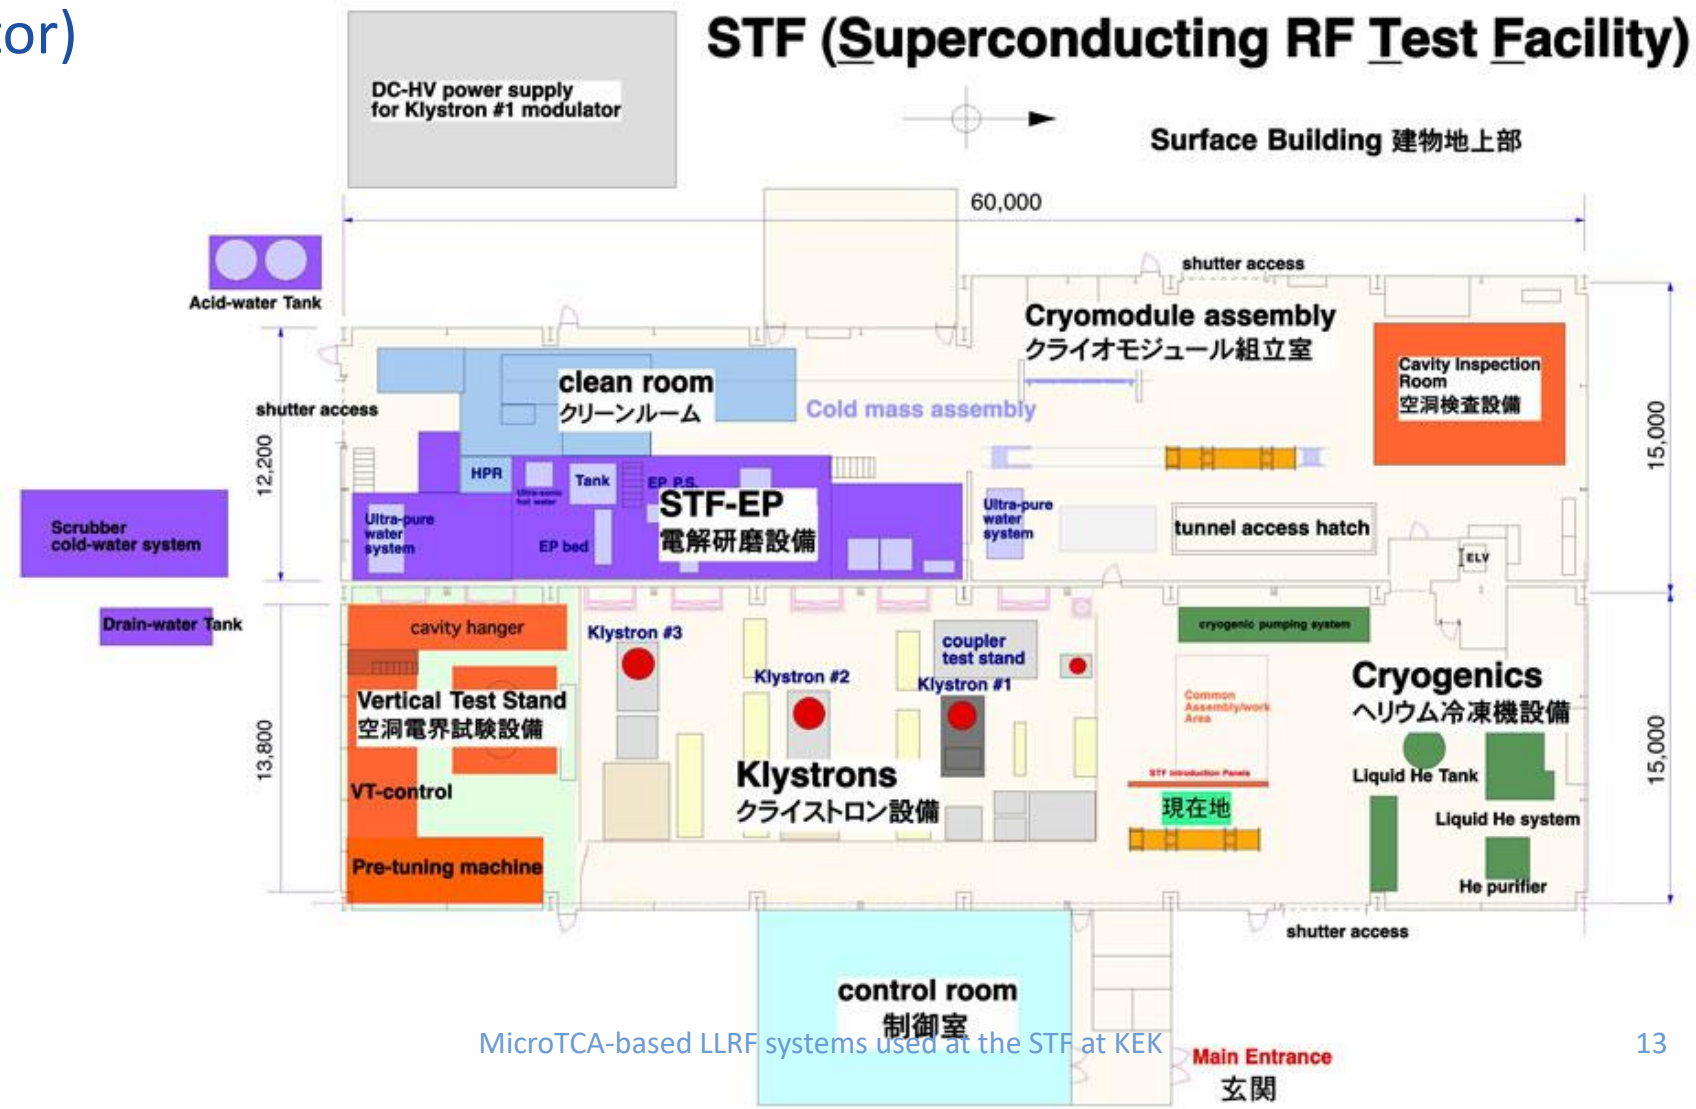 tor)
STF (Superconducting RF Test Facility)
DC-HV power supply
for Klystron #1 modulator
Surface Building 建物地上部
60,000
Acid-water Tank
shutter access
Cryomodule assembly
クライオモジュール組立室
Cavity Inspection
Room
空洞検査設備
clean room
クリーンルーム
shutter access
Cold mass assembly
12,200
15,000
HPR
Ultra-sonic
hot water
Tank
EP P.S.
STF-EP
電解研磨設備
Ultra-pure
water
system
EP bed
Ultra-pure
water
system
tunnel access hatch
ELV
Scrubber
cold-water system
Drain-water Tank
cavity hanger
Klystron #3
coupler
test stand
cryogenic pumping system
Klystron #2
Klystron #1
Vertical Test Stand
空洞電界試験設備
Common
Assembly/work
Area
Cryogenics
ヘリウム冷凍機設備
13,800
15,000
Klystrons
クライストロン設備
STF Introduction Panels
Liquid He Tank
VT-control
現在地
Liquid He system
Pre-tuning machine
He purifier
shutter access
control room
制御室
MicroTCA-based LLRF systems used at the STF at KEK
13
Main Entrance
玄関